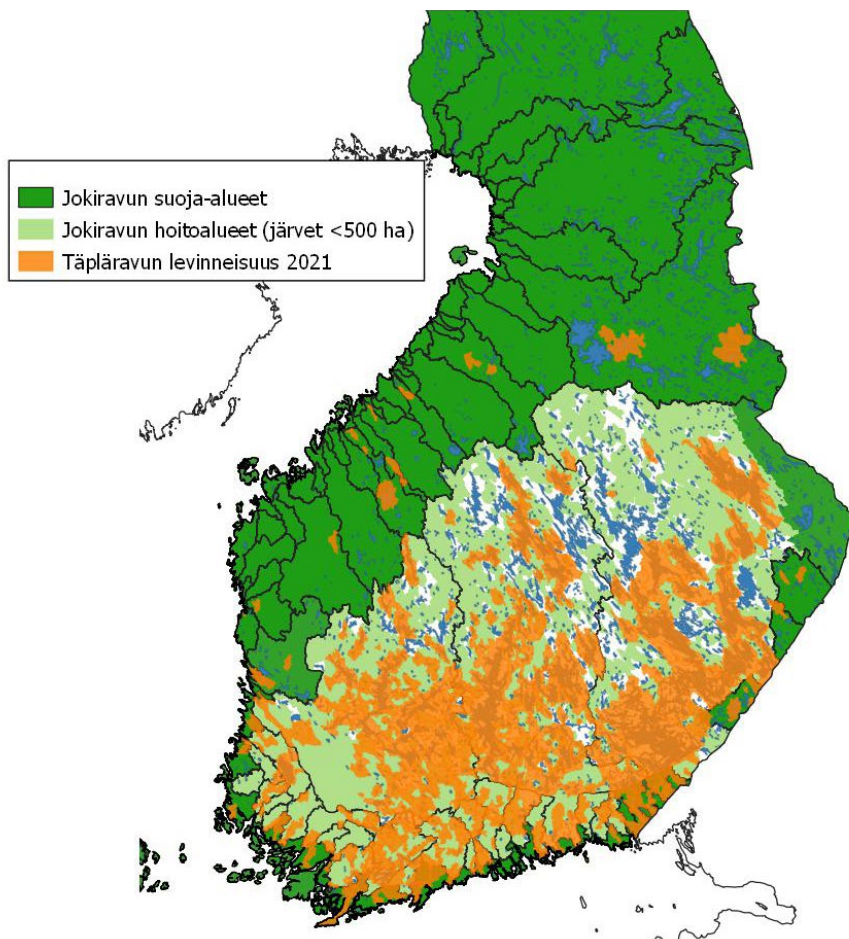 Jokiravun suoja-alueet
Jokiravun hoitoalueet (järvet <500 ha)
Täpläravun levinneisuus 2021